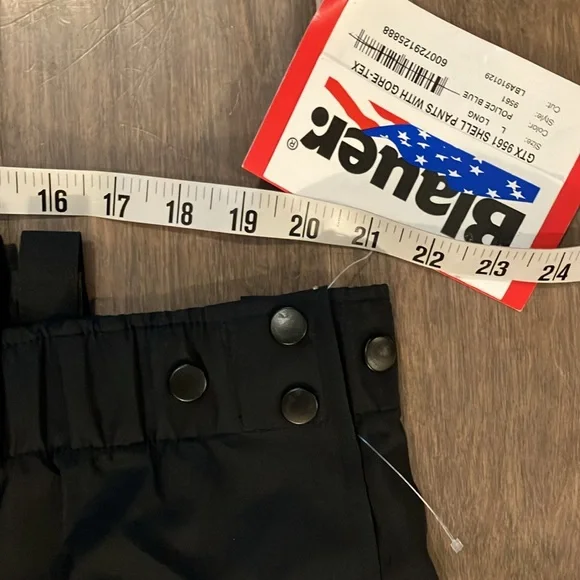 Blauer.®
GTX 9561 SHELL PANTS WITH GORE-TEX
Size: L LONG
Color: POLICE BLUE
Style: 9561
Cut: LBA910129
600729125888
16 17 18 19 20 21 22 23 24